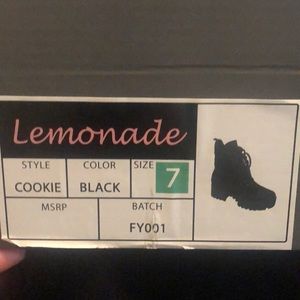 Lemonade
STYLE COLOR SIZE 7
COOKIE BLACK
MSRP BATCH
FY001